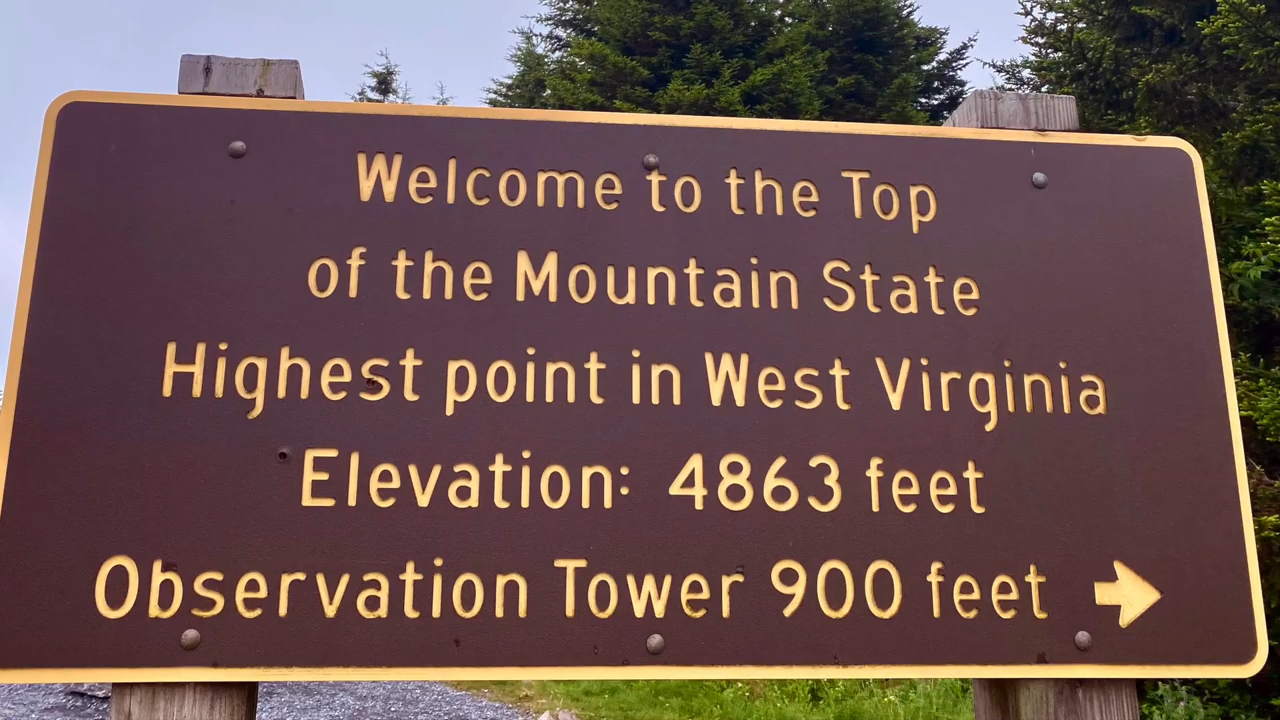 Welcome to the Top
of the Mountain State
Highest point in West Virginia
Elevation: 4863 feet
Observation Tower 900 feet